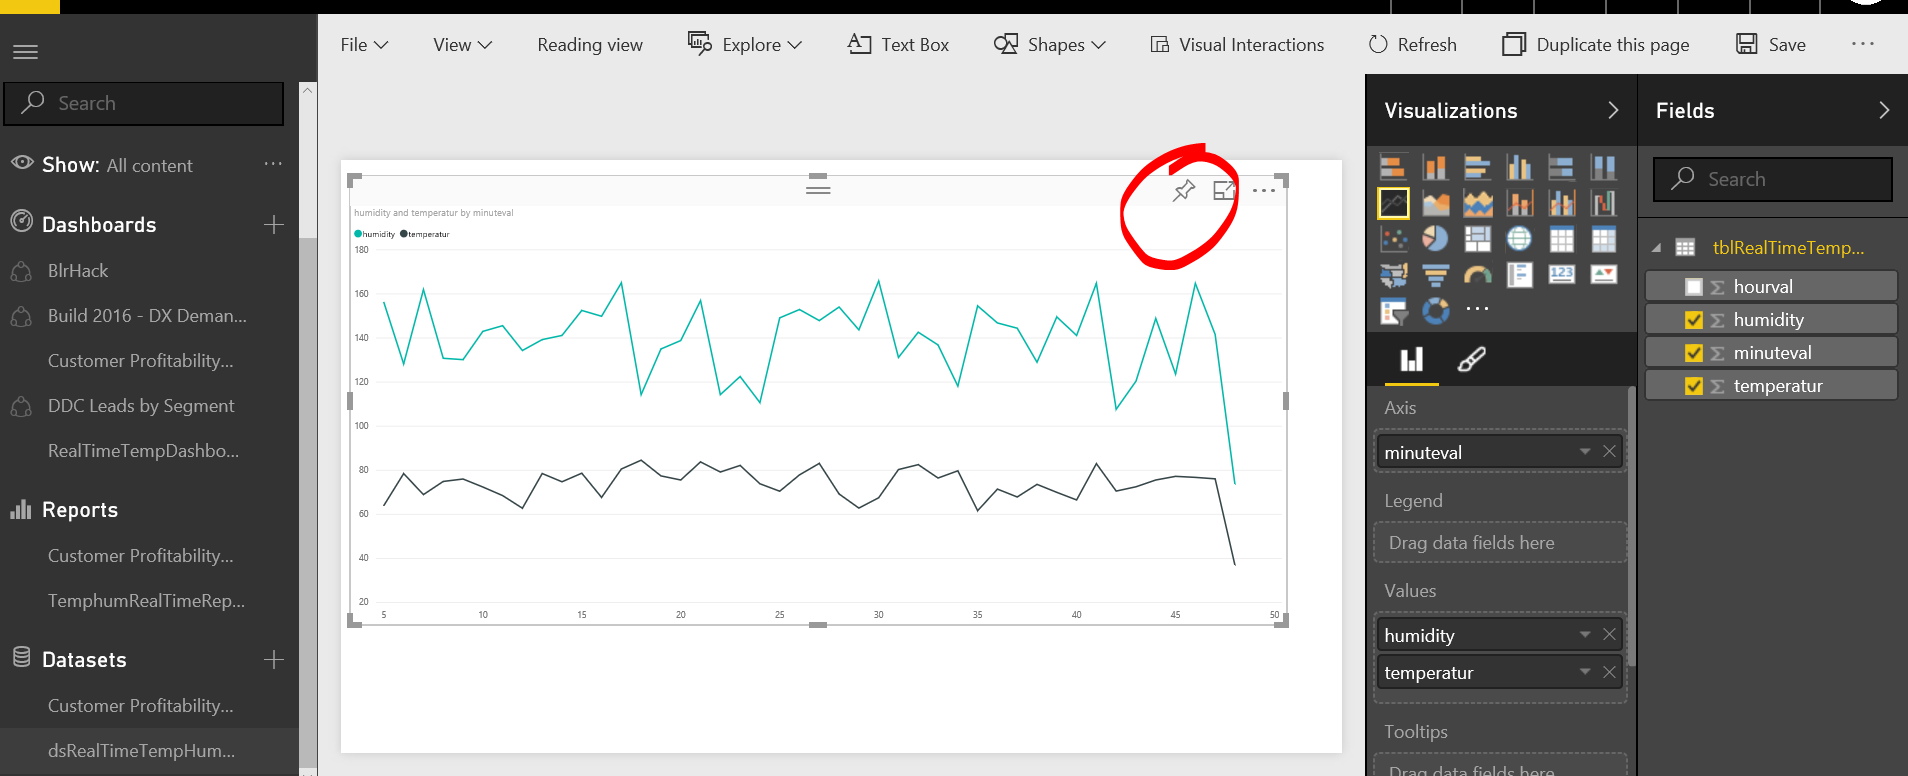 File View Reading view Explore Text Box Shapes Visual Interactions Refresh Duplicate this page Save ...
Search
Show: All content ...
Dashboards
BlrHack
Build 2016 - DX Deman...
Customer Profitability...
DDC Leads by Segment
RealTimeTempDashbo...
Reports
Customer Profitability...
TemphumRealTimeRep...
Datasets
Customer Profitability...
dsRealTimeTempHum...
humidity and temperatur by minuteval
humidity temperatur
180
160
140
120
100
80
60
40
20
5 10 15 20 25 30 35 40 45 50
Visualizations
123
Axis
minuteval
Legend
Drag data fields here
Values
humidity
temperatur
Tooltips
Drag data fields here
Fields
Search
tblRealTimeTemp...
hourval
humidity
minuteval
temperatur